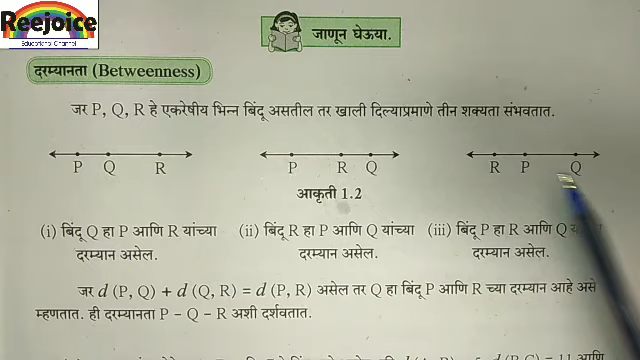 Reejoice
Educational Channel
जाणून घेऊया.
दरम्यानता (Betweenness)
जर P, Q, R हे एकरेषीय भिन्न बिंदू असतील तर खाली दिल्याप्रमाणे तीन शक्यता संभवतात.
P Q R P R Q R P Q
आकृती 1.2
(i) बिंदू Q हा P आणि R यांच्या (ii) बिंदू R हा P आणि Q यांच्या (iii) बिंदू P हा R आणि Q
दरम्यान असेल. दरम्यान असेल. दरम्यान असेल.
जर d (P, Q) + d (Q, R) = d (P, R) असेल तर Q हा बिंदू P आणि R च्या दरम्यान आहे असे
म्हणतात. ही दरम्यानता P - Q - R अशी दर्शवतात.